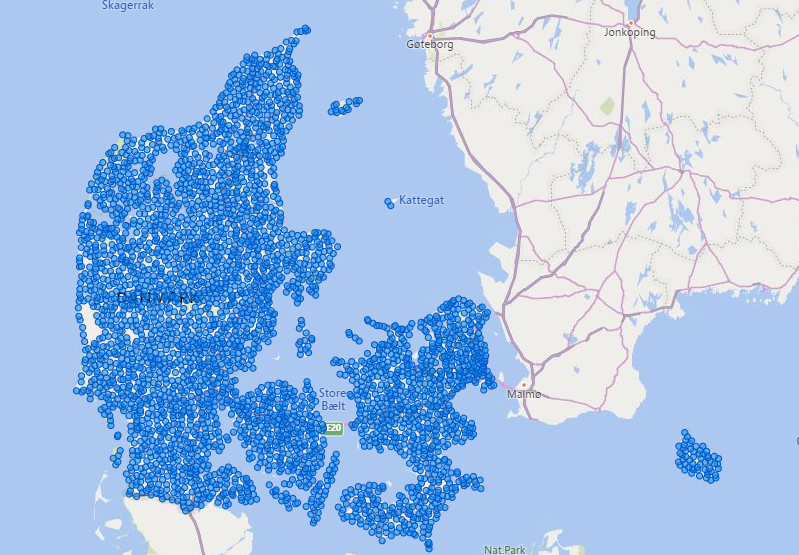 Skagerrak
Gøteborg
Jonkoping
Kattegat
Store
Bælt
E20
Malmø
Nat.Park